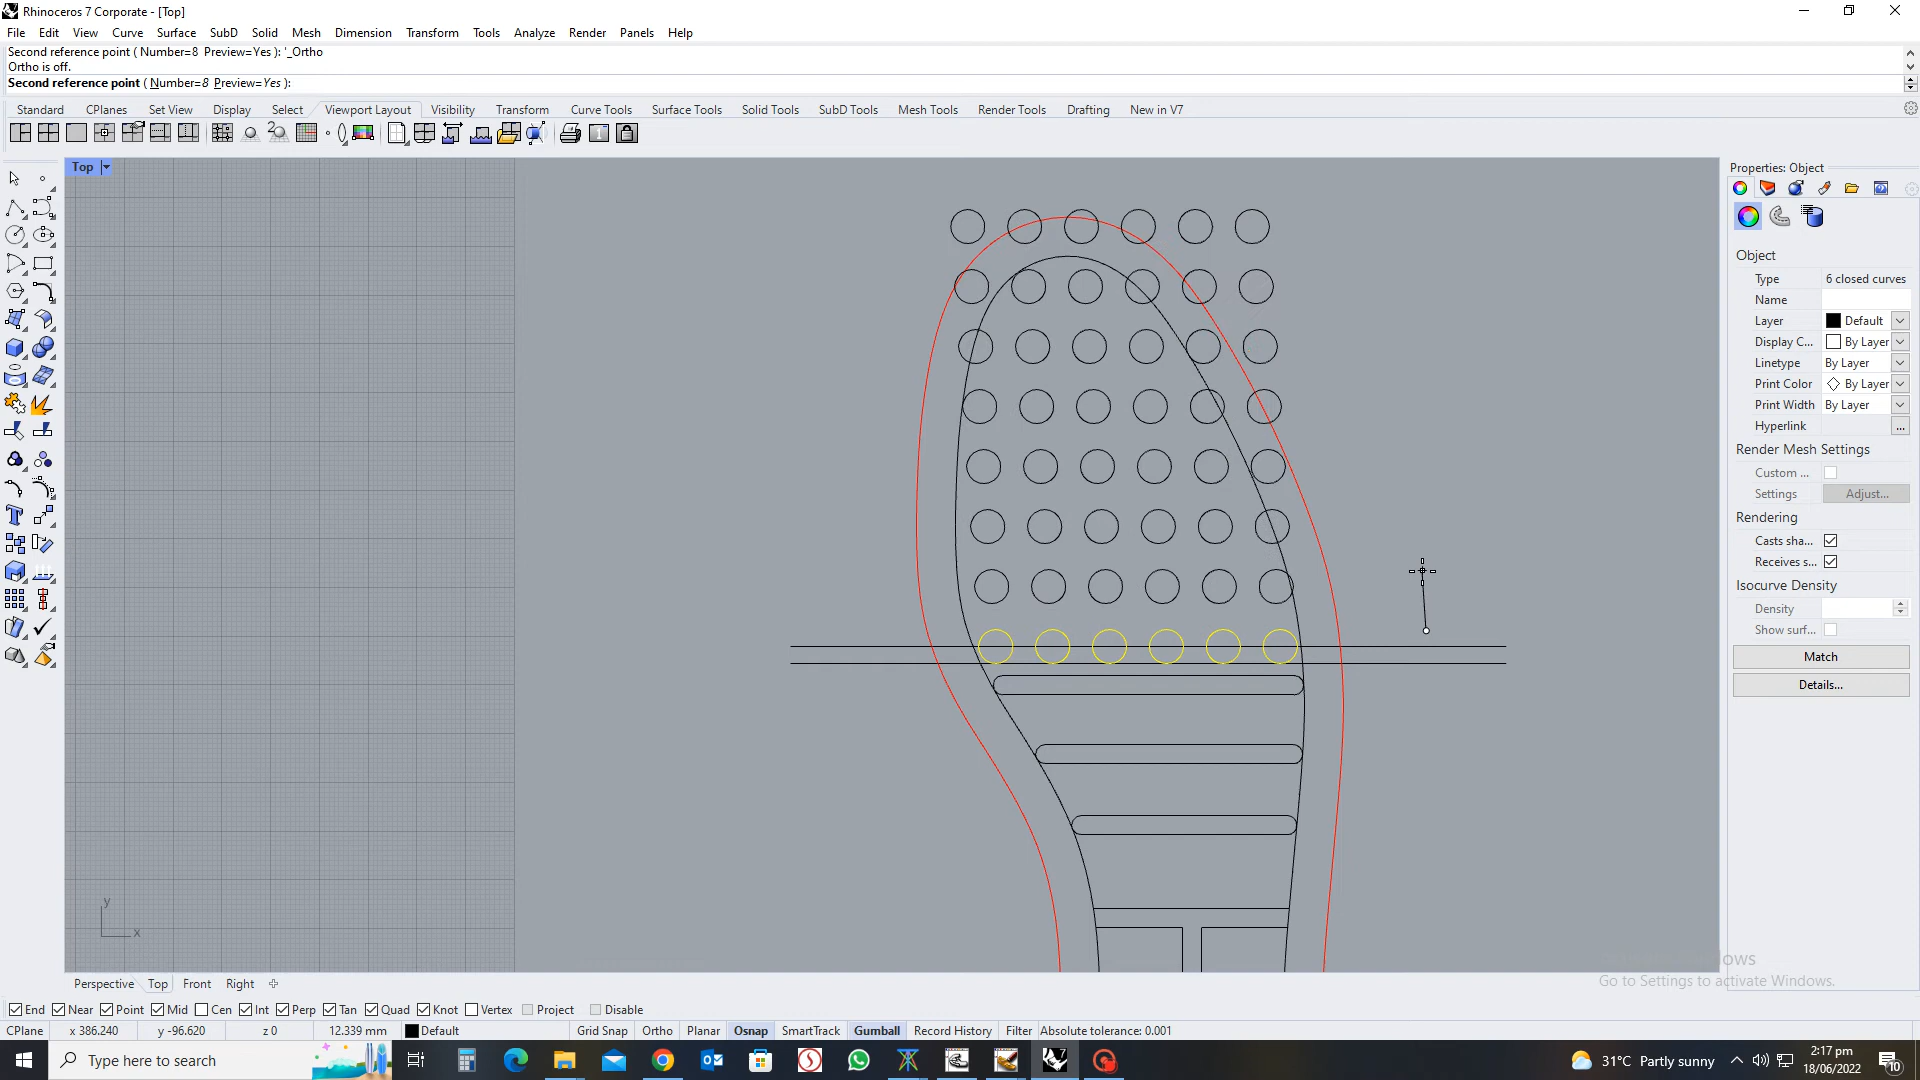 Rhinoceros 7 Corporate - [Top]
File Edit View Curve Surface SubD Solid Mesh Dimension Transform Tools Analyze Render Panels Help
Second reference point ( Number=8 Preview=Yes ): '_Ortho
Ortho is off.
Second reference point ( Number=8 Preview=Yes ):
Standard CPlanes Set View Display Select Viewport Layout Visibility Transform Curve Tools Surface Tools Solid Tools SubD Tools Mesh Tools Render Tools Drafting New in V7
Top
Properties: Object
Object
Type 6 closed curves
Name
Layer Default
Display C... By Layer
Linetype By Layer
Print Color By Layer
Print Width By Layer
Hyperlink ...
Render Mesh Settings
Custom ...
Settings Adjust...
Rendering
Casts sha...
Receives s...
Isocurve Density
Density
Show surf...
Match
Details...
y
x
Go to Settings to activate Windows.
Perspective Top Front Right
End Near Point Mid Cen Int Perp Tan Quad Knot Vertex Project Disable
CPlane x 386.240 y -96.620 z 0 12.339 mm Default Grid Snap Ortho Planar Osnap SmartTrack Gumball Record History Filter Absolute tolerance: 0.001
Type here to search
31°C Partly sunny
2:17 pm
18/06/2022
10